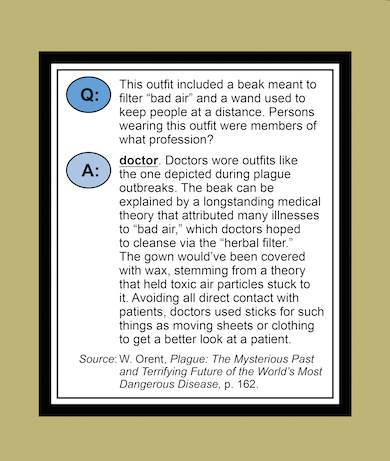 Q:
This outfit included a beak meant to
filter “bad air” and a wand used to
keep people at a distance. Persons
wearing this outfit were members of
what profession?
A:
doctor. Doctors wore outfits like
the one depicted during plague
outbreaks. The beak can be
explained by a longstanding medical
theory that attributed many illnesses
to “bad air,” which doctors hoped
to cleanse via the “herbal filter.”
The gown would’ve been covered
with wax, stemming from a theory
that held toxic air particles stuck to
it. Avoiding all direct contact with
patients, doctors used sticks for such
things as moving sheets or clothing
to get a better look at a patient.
Source: W. Orent, Plague: The Mysterious Past
and Terrifying Future of the World’s Most
Dangerous Disease, p. 162.